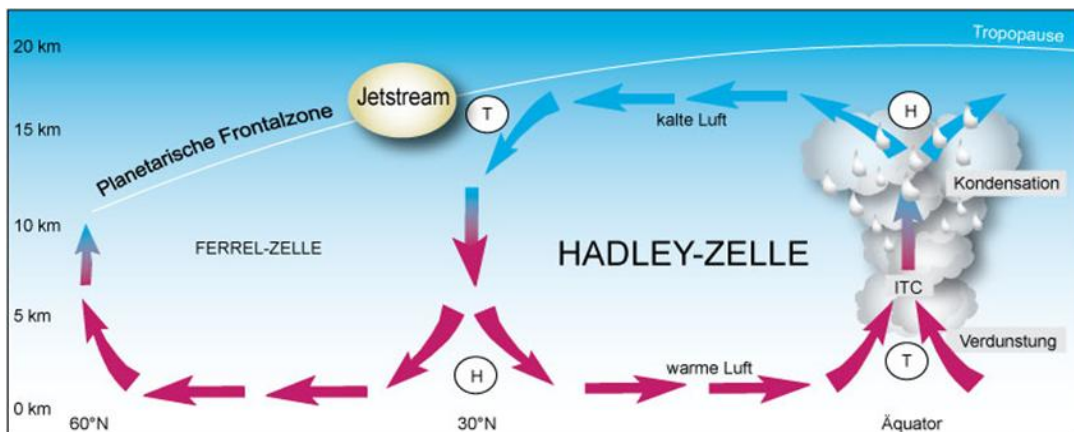 20 km
Tropopause
Jetstream
T
H
15 km
kalte Luft
Planetarische Frontalzone
Kondensation
10 km
FERREL-ZELLE
HADLEY-ZELLE
ITC
5 km
Verdunstung
H
warme Luft
T
0 km
60°N
30°N
Äquator